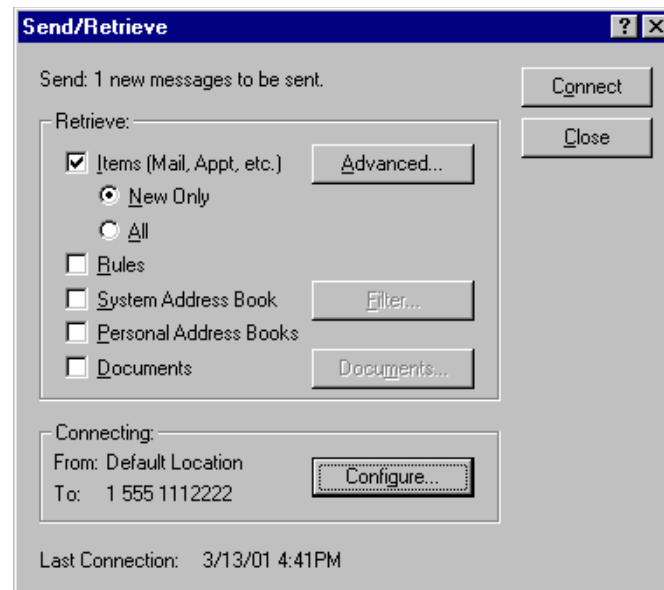 Send/Retrieve
Send: 1 new messages to be sent.
Connect
Close
Retrieve:
Items (Mail, Appt, etc.)
Advanced...
New Only
All
Rules
System Address Book
Filter...
Personal Address Books
Documents
Documents...
Connecting:
From: Default Location
To: 1 555 1112222
Configure...
Last Connection: 3/13/01 4:41PM